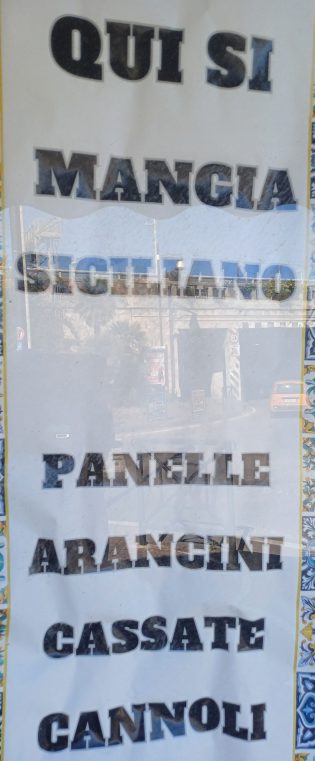 QUI SI
MANGIA
SICILIANO
PANELLE
ARANCINI
CASSATE
CANNOLI